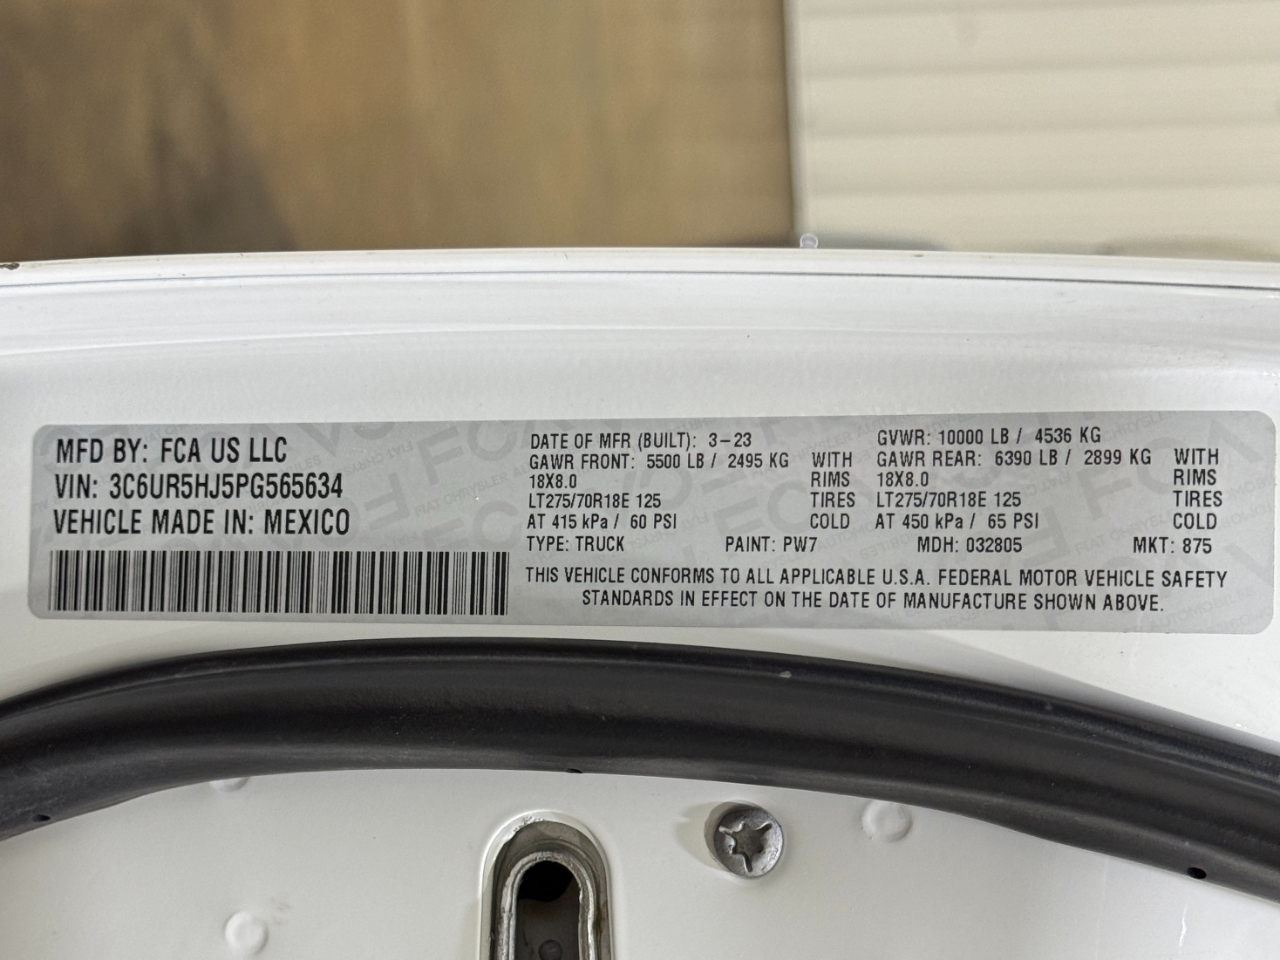 MFD BY: FCA US LLC
VIN: 3C6UR5HJ5PG565634
VEHICLE MADE IN: MEXICO
DATE OF MFR (BUILT): 3-23 GVWR: 10000 LB / 4536 KG
GAWR FRONT: 5500 LB / 2495 KG WITH GAWR REAR: 6390 LB / 2899 KG WITH
18X8.0 RIMS 18X8.0 RIMS
LT275/70R18E 125 TIRES LT275/70R18E 125 TIRES
AT 415 kPa / 60 PSI COLD AT 450 kPa / 65 PSI COLD
TYPE: TRUCK PAINT: PW7 MDH: 032805 MKT: 875
THIS VEHICLE CONFORMS TO ALL APPLICABLE U.S.A. FEDERAL MOTOR VEHICLE SAFETY
STANDARDS IN EFFECT ON THE DATE OF MANUFACTURE SHOWN ABOVE.